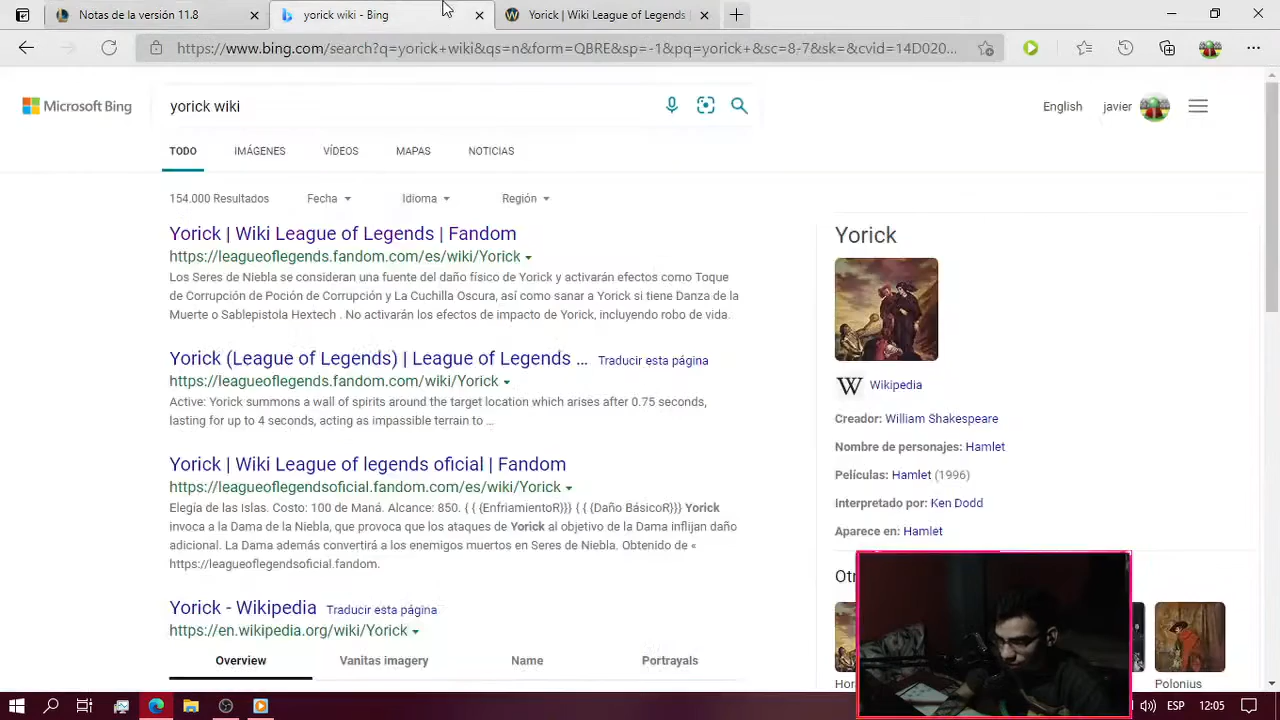 Notas de la versión 11.8
yorick wiki - Bing
Yorick | Wiki League of Legends
https://www.bing.com/search?q=yorick+wiki&qs=n&form=QBRE&sp=-1&pq=yorick+&sc=8-7&sk=&cvid=14D020...
Microsoft Bing
yorick wiki
English
javier
TODO
IMÁGENES
VÍDEOS
MAPAS
NOTICIAS
154.000 Resultados
Fecha
Idioma
Región
Yorick | Wiki League of Legends | Fandom
https://leagueoflegends.fandom.com/es/wiki/Yorick
Los Seres de Niebla se consideran una fuente del daño físico de Yorick y activarán efectos como Toque
de Corrupción de Poción de Corrupción y La Cuchilla Oscura, así como sanar a Yorick si tiene Danza de la
Muerte o Sablepistola Hextech . No activarán los efectos de impacto de Yorick, incluyendo robo de vida.
Yorick (League of Legends) | League of Legends ...
Traducir esta página
https://leagueoflegends.fandom.com/wiki/Yorick
Active: Yorick summons a wall of spirits around the target location which arises after 0.75 seconds,
lasting for up to 4 seconds, acting as impassible terrain to ...
Yorick | Wiki League of legends oficial | Fandom
https://leagueoflegendsoficial.fandom.com/es/wiki/Yorick
Elegía de las Islas. Costo: 100 de Maná. Alcance: 850. { { {EnfriamientoR}}} { { {Daño BásicoR}}} Yorick
invoca a la Dama de la Niebla, que provoca que los ataques de Yorick al objetivo de la Dama inflijan daño
adicional. La Dama además convertirá a los enemigos muertos en Seres de Niebla. Obtenido de «
https://leagueoflegendsoficial.fandom.
Yorick - Wikipedia
Traducir esta página
https://en.wikipedia.org/wiki/Yorick
Overview
Vanitas imagery
Name
Portrayals
Yorick
W Wikipedia
Creador: William Shakespeare
Nombre de personajes: Hamlet
Películas: Hamlet (1996)
Interpretado por: Ken Dodd
Aparece en: Hamlet
Polonius
ESP
12:05